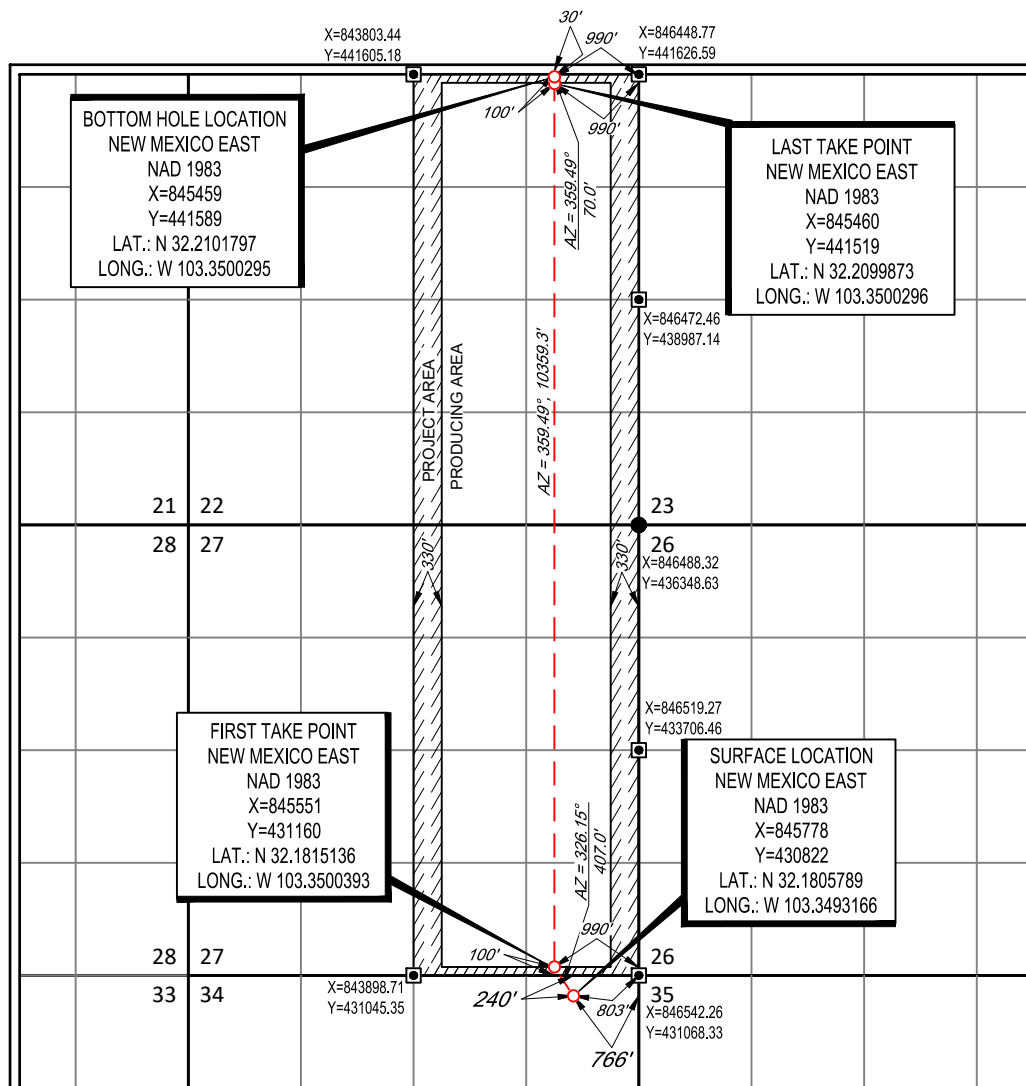 30'
X=843803.44
Y=441605.18
990'
X=846448.77
Y=441626.59
BOTTOM HOLE LOCATION
NEW MEXICO EAST
NAD 1983
X=845459
Y=441589
LAT.: N 32.2101797
LONG.: W 103.3500295
100'
990'
LAST TAKE POINT
NEW MEXICO EAST
NAD 1983
X=845460
Y=441519
LAT.: N 32.2099873
LONG.: W 103.3500296
AZ = 359.49°
70.0'
X=846472.46
Y=438987.14
PROJECT AREA
PRODUCING AREA
AZ = 359.49°, 10359.3'
21 22
23
28 27
26
330'
330'
X=846488.32
Y=436348.63
X=846519.27
Y=433706.46
FIRST TAKE POINT
NEW MEXICO EAST
NAD 1983
X=845551
Y=431160
LAT.: N 32.1815136
LONG.: W 103.3500393
SURFACE LOCATION
NEW MEXICO EAST
NAD 1983
X=845778
Y=430822
LAT.: N 32.1805789
LONG.: W 103.3493166
AZ = 326.15°
407.0'
990'
100'
28 27
26
33 34
35
X=843898.71
Y=431045.35
240'
803'
X=846542.26
Y=431068.33
766'